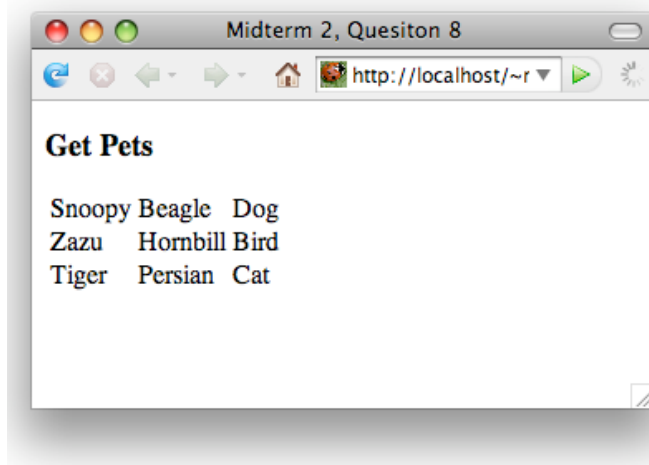 Midterm 2, Quesiton 8
http://localhost/~r
Get Pets
Snoopy Beagle Dog
Zazu Hornbill Bird
Tiger Persian Cat